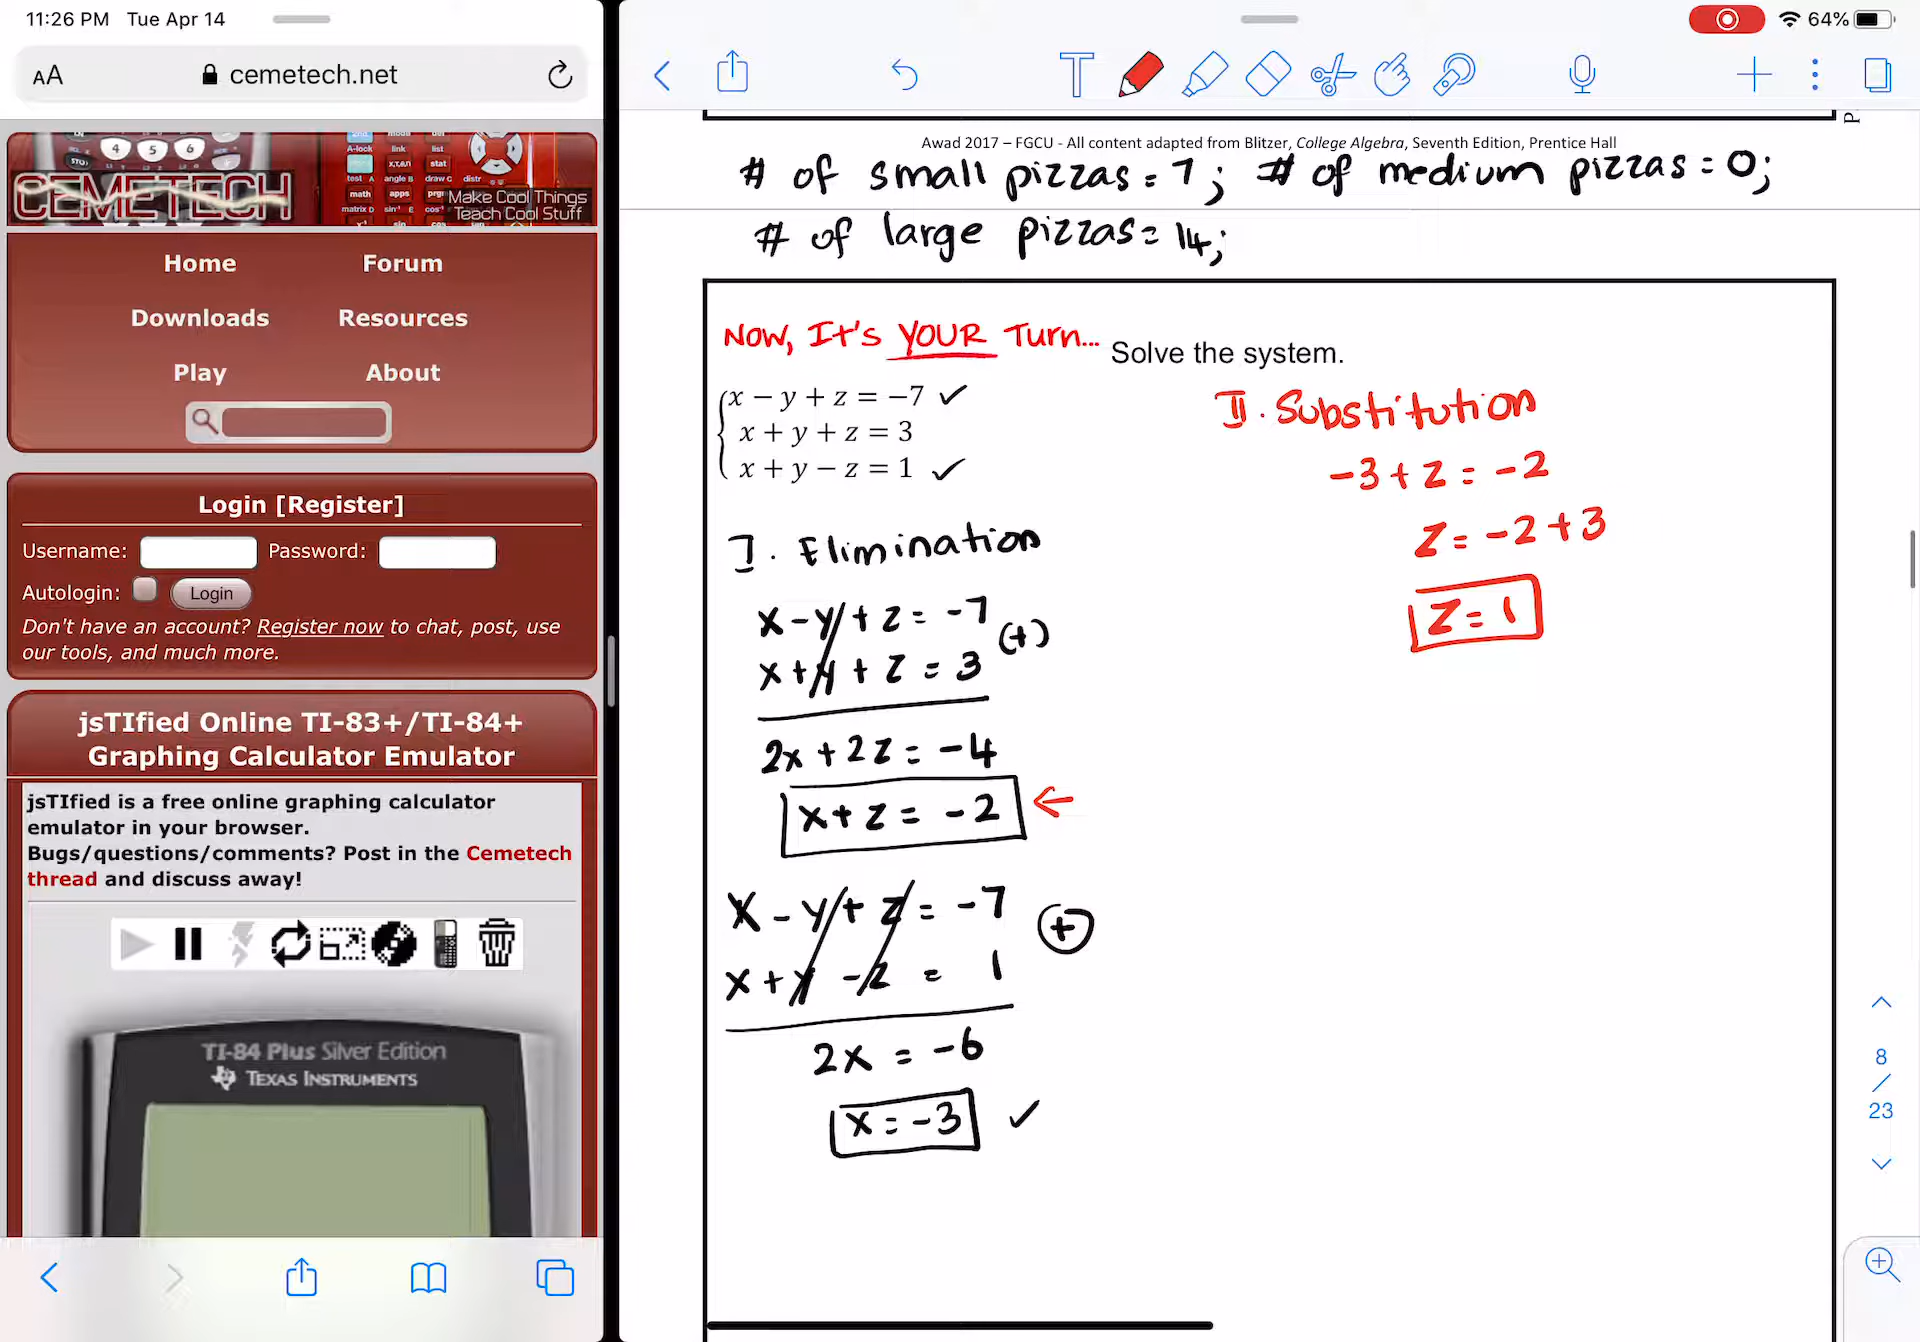 11:26 PM Tue Apr 14
64%
AA cemetech.net
CEMETECH
Make Cool Things
Teach Cool Stuff
Home Forum
Downloads Resources
Play About
Login [Register]
Username: Password:
Autologin: Login
Don't have an account? Register now to chat, post, use
our tools, and much more.
jsTIfied Online TI-83+/TI-84+
Graphing Calculator Emulator
jsTIfied is a free online graphing calculator
emulator in your browser.
Bugs/questions/comments? Post in the Cemetech
thread and discuss away!
TI-84 Plus Silver Edition
TEXAS INSTRUMENTS
Awad 2017 – FGCU - All content adapted from Blitzer, College Algebra, Seventh Edition, Prentice Hall
# of small pizzas = 7; # of medium pizzas = 0;
# of large pizzas = 14;
Now, It's YOUR Turn... Solve the system.
x − y + z = −7 ✓
x + y + z = 3
x + y − z = 1 ✓
I. Elimination
x - y + z = -7
x + y + z = 3 (+)
2x + 2z = -4
x + z = -2 ←
x - y + z = -7
x + y - z = 1 +
2x = -6
x = -3 ✓
II. Substitution
-3 + z = -2
z = -2 + 3
z = 1
8
/
23